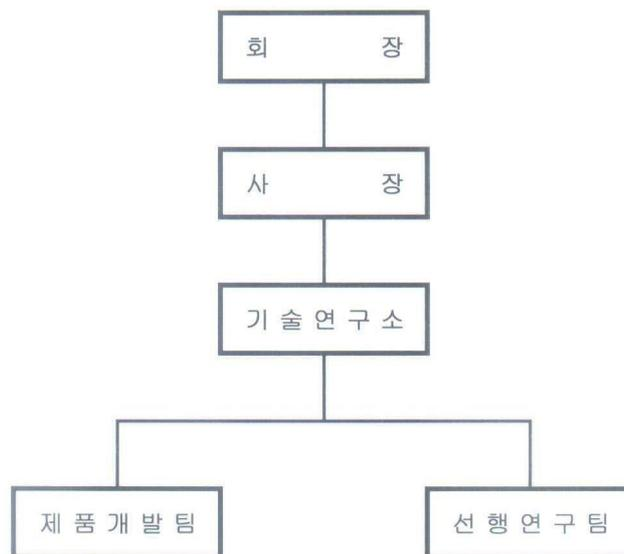 회 장
사 장
기 술 연 구 소
제 품 개 발 팀
선 행 연 구 팀